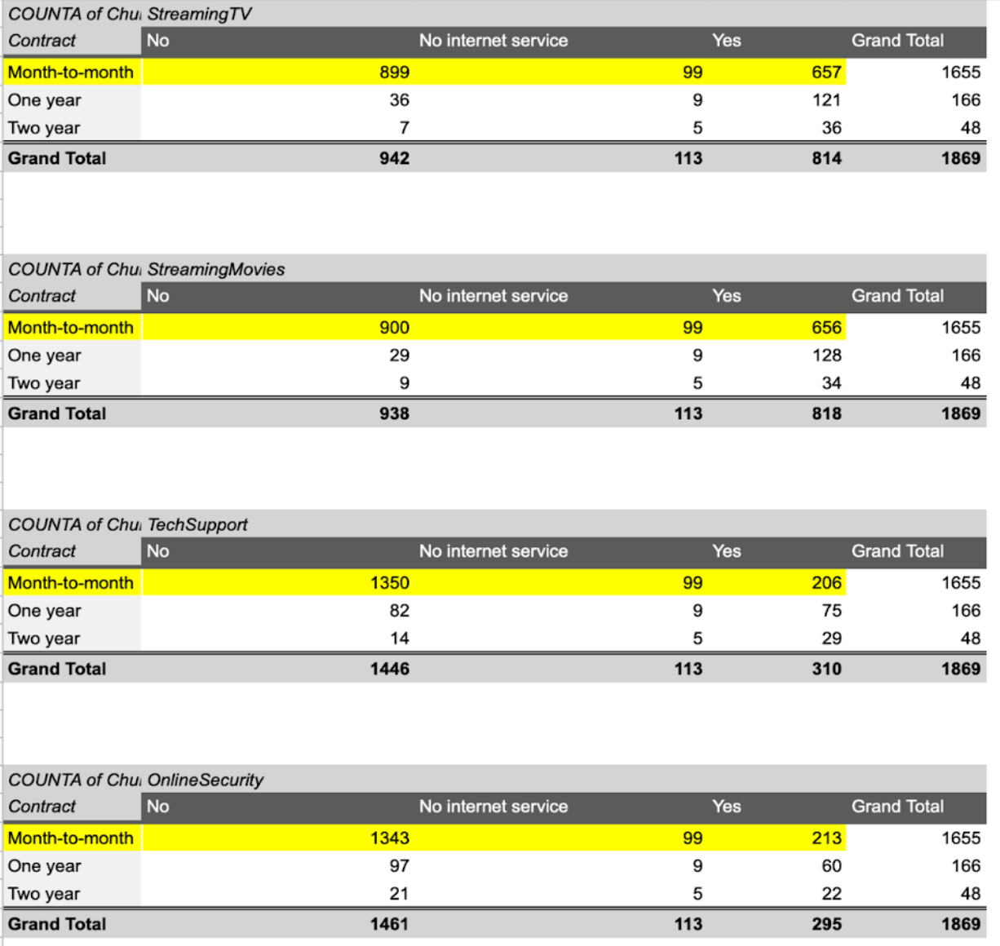 COUNTA of Chu StreamingTV
Contract No No internet service Yes Grand Total
Month-to-month 899 99 657 1655
One year 36 9 121 166
Two year 7 5 36 48
Grand Total 942 113 814 1869
COUNTA of Chu StreamingMovies
Contract No No internet service Yes Grand Total
Month-to-month 900 99 656 1655
One year 29 9 128 166
Two year 9 5 34 48
Grand Total 938 113 818 1869
COUNTA of Chu TechSupport
Contract No No internet service Yes Grand Total
Month-to-month 1350 99 206 1655
One year 82 9 75 166
Two year 14 5 29 48
Grand Total 1446 113 310 1869
COUNTA of Chu OnlineSecurity
Contract No No internet service Yes Grand Total
Month-to-month 1343 99 213 1655
One year 97 9 60 166
Two year 21 5 22 48
Grand Total 1461 113 295 1869